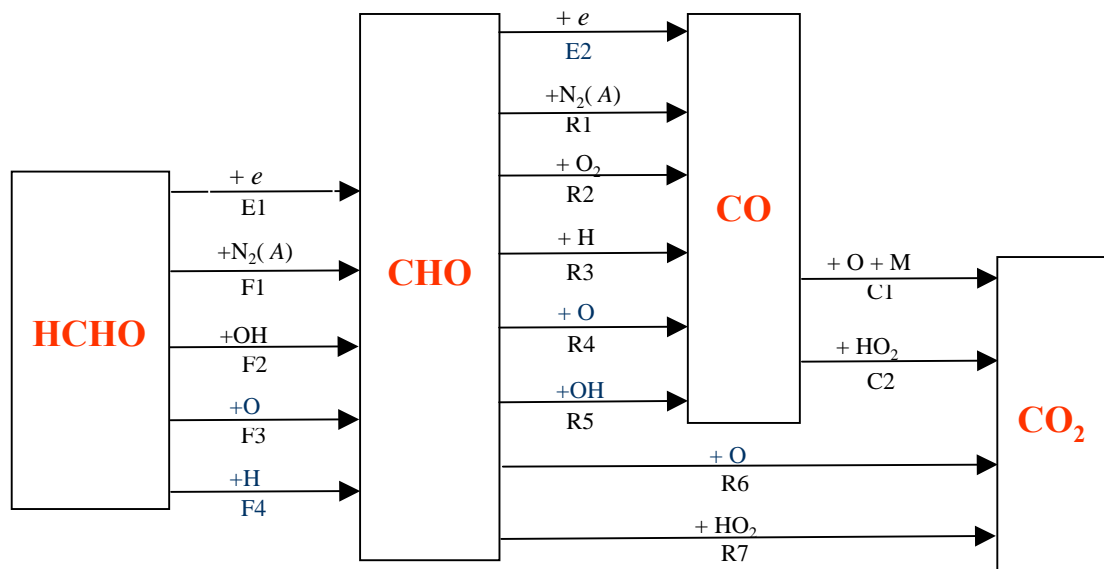 HCHO
+ e
E1
+N₂( A)
F1
+OH
F2
+O
F3
+H
F4
CHO
+ e
E2
+N₂( A)
R1
+ O₂
R2
+ H
R3
+ O
R4
+OH
R5
+ O
R6
+ HO₂
R7
CO
+ O + M
C1
+ HO₂
C2
CO₂